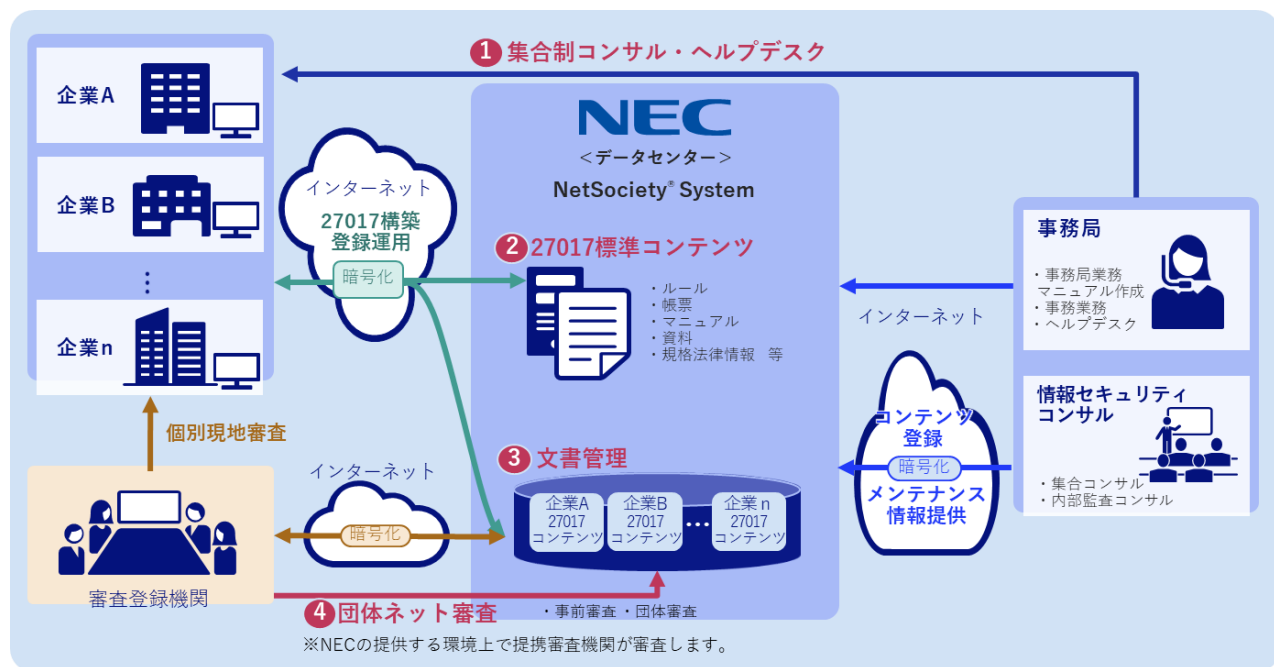 1 集合制コンサル・ヘルプデスク
企業A
企業B
⋮
企業n
インターネット
27017構築
登録運用
暗号化
NEC
＜データセンター＞
NetSociety® System
2 27017標準コンテンツ
・ルール
・帳票
・マニュアル
・資料
・規格法律情報　等
インターネット
事務局
・事務局業務
マニュアル作成
・事務業務
・ヘルプデスク
情報セキュリティ
コンサル
・集合コンサル
・内部監査コンサル
コンテンツ
登録
暗号化
メンテナンス
情報提供
個別現地審査
インターネット
暗号化
審査登録機関
3 文書管理
企業A
27017
コンテンツ
企業B
27017
コンテンツ
…
企業n
27017
コンテンツ
4 団体ネット審査
・事前審査・団体審査
※NECの提供する環境上で提携審査機関が審査します。